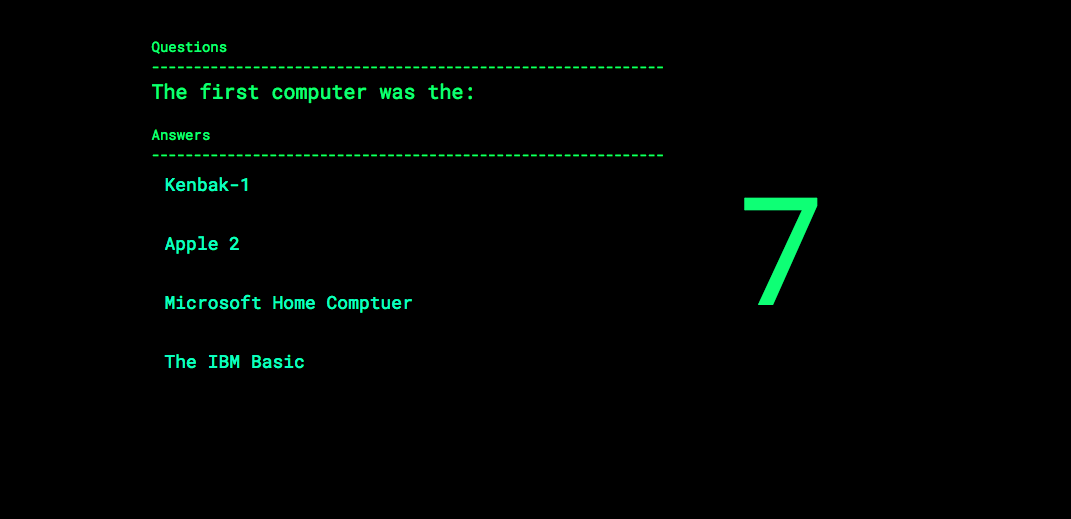 Questions
----------------------------------------------------------------
The first computer was the:
Answers
----------------------------------------------------------------
Kenbak-1
7
Apple 2
Microsoft Home Comptuer
The IBM Basic